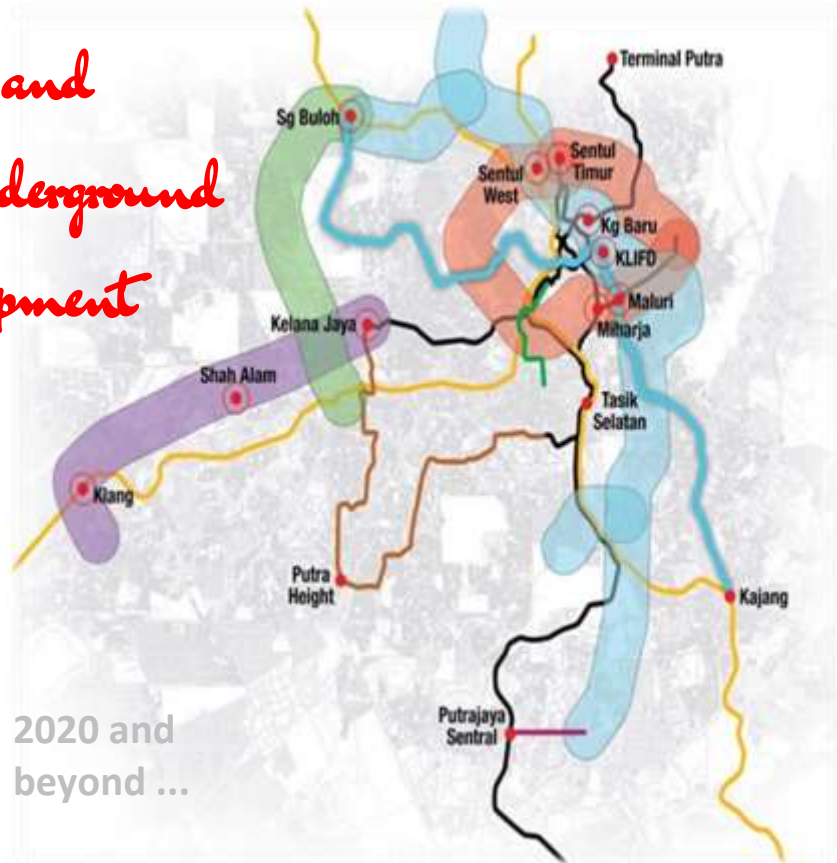 and
derground
pment
Terminal Putra
Sg Buloh
Sentul
Timur
Sentul
West
Kg Baru
KLIFD
Maluri
Miharja
Kelana Jaya
Shah Alam
Tasik
Selatan
Klang
Putra
Height
Kajang
Putrajaya
Sentral
2020 and
beyond ...